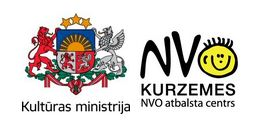 Kultūras ministrija
NVO
KURZEMES
NVO atbalsta centrs